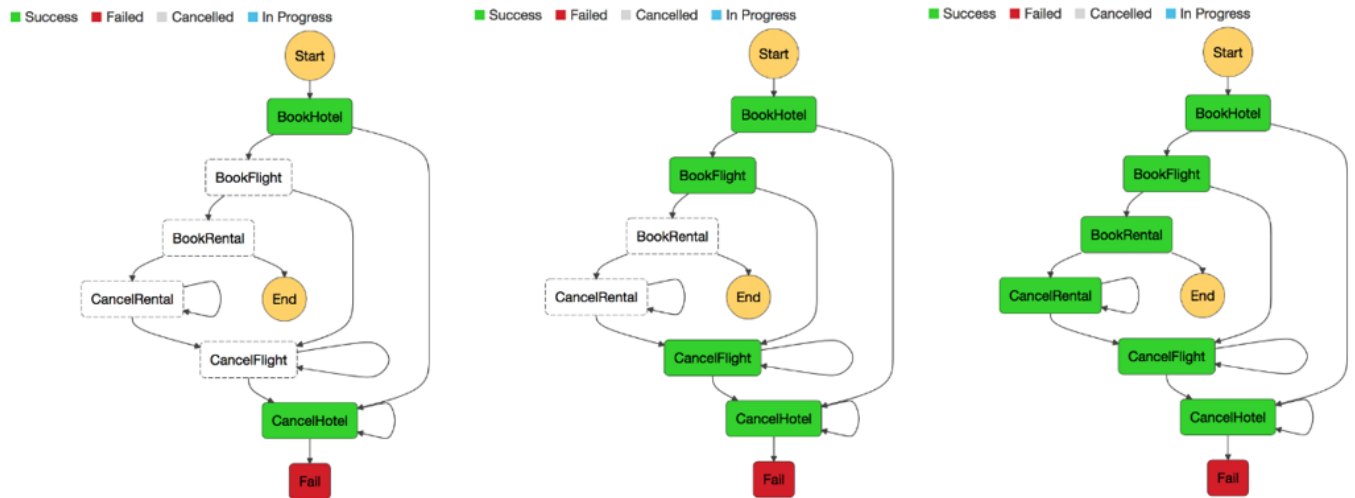 Success Failed Cancelled In Progress
Start
BookHotel
BookFlight
BookRental
CancelRental
End
CancelFlight
CancelHotel
Fail
Success Failed Cancelled In Progress
Start
BookHotel
BookFlight
BookRental
CancelRental
End
CancelFlight
CancelHotel
Fail
Success Failed Cancelled In Progress
Start
BookHotel
BookFlight
BookRental
CancelRental
End
CancelFlight
CancelHotel
Fail